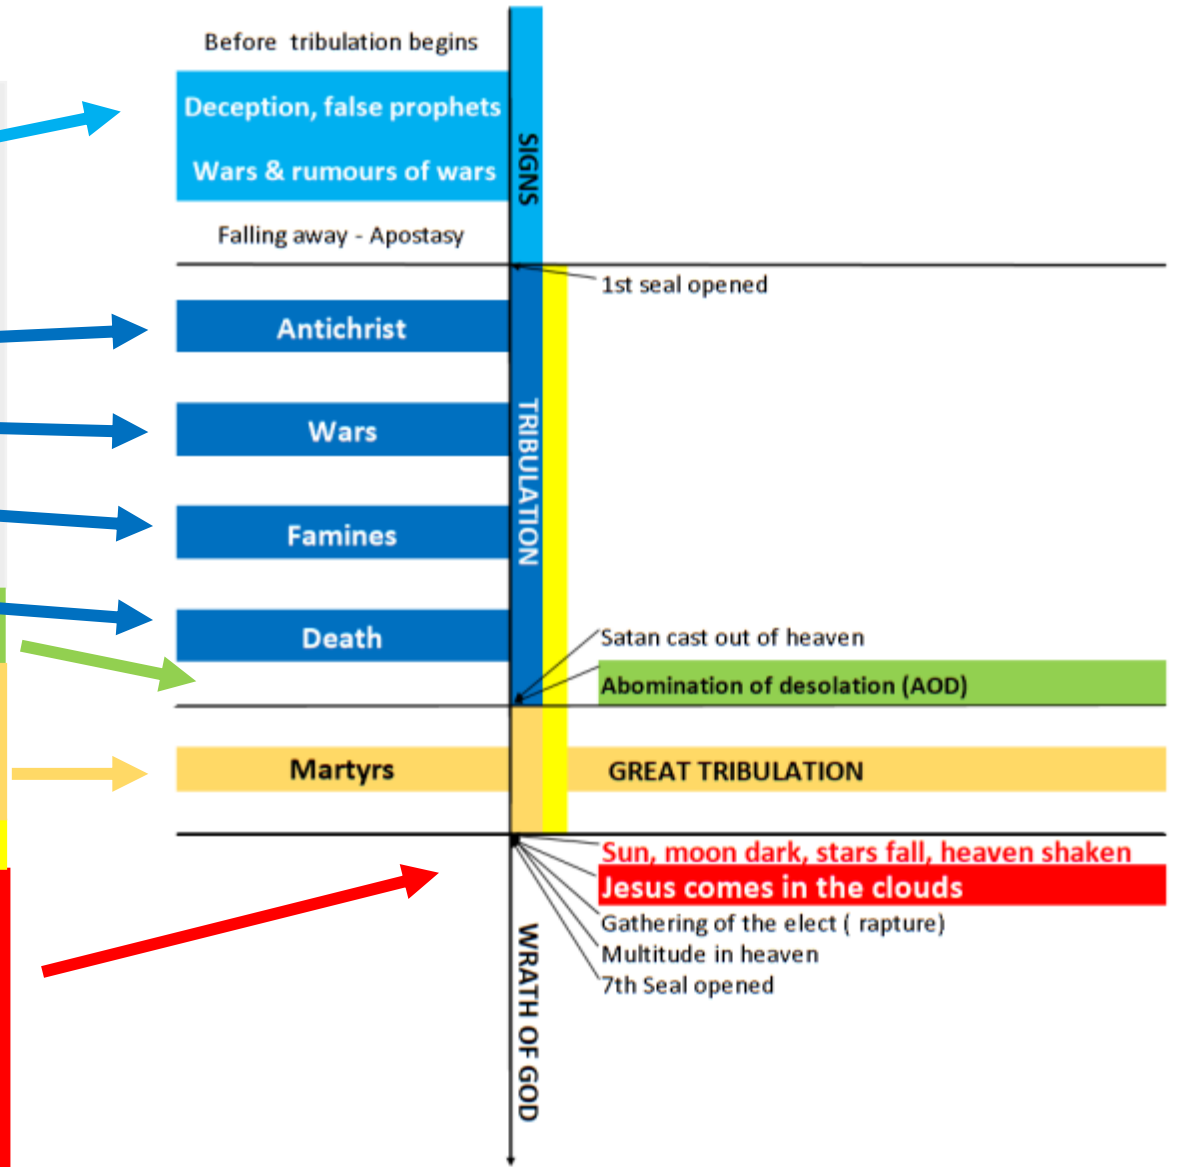 Before tribulation begins
Deception, false prophets
Wars & rumours of wars
SIGNS
Falling away - Apostasy
1st seal opened
Antichrist
Wars
TRIBULATION
Famines
Death
Satan cast out of heaven
Abomination of desolation (AOD)
Martyrs
GREAT TRIBULATION
Sun, moon dark, stars fall, heaven shaken
Jesus comes in the clouds
Gathering of the elect ( rapture)
Multitude in heaven
7th Seal opened
WRATH OF GOD